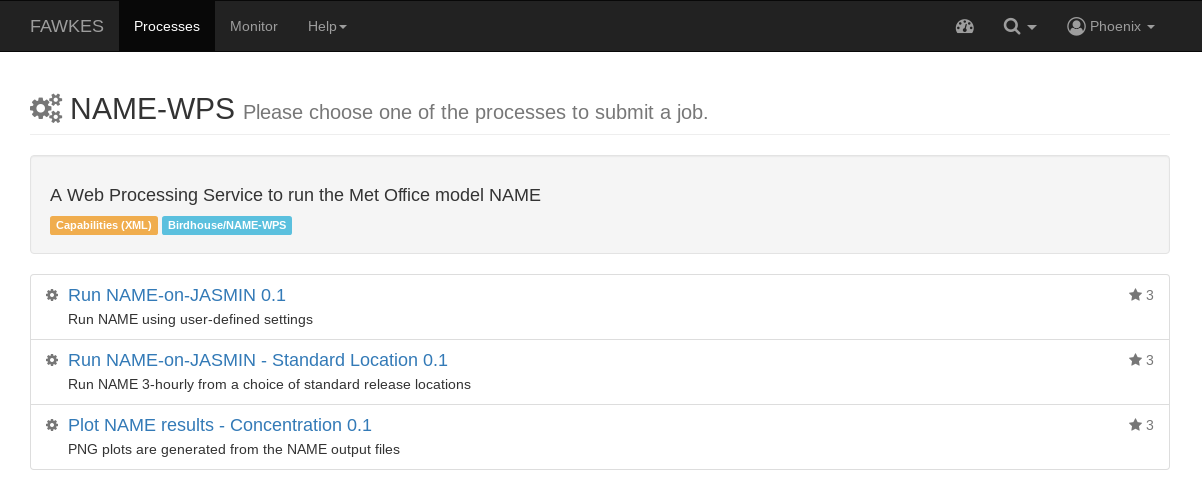 FAWKES Processes Monitor Help Phoenix
NAME-WPS Please choose one of the processes to submit a job.
A Web Processing Service to run the Met Office model NAME
Capabilities (XML) Birdhouse/NAME-WPS
Run NAME-on-JASMIN 0.1 3
Run NAME using user-defined settings
Run NAME-on-JASMIN - Standard Location 0.1 3
Run NAME 3-hourly from a choice of standard release locations
Plot NAME results - Concentration 0.1 3
PNG plots are generated from the NAME output files